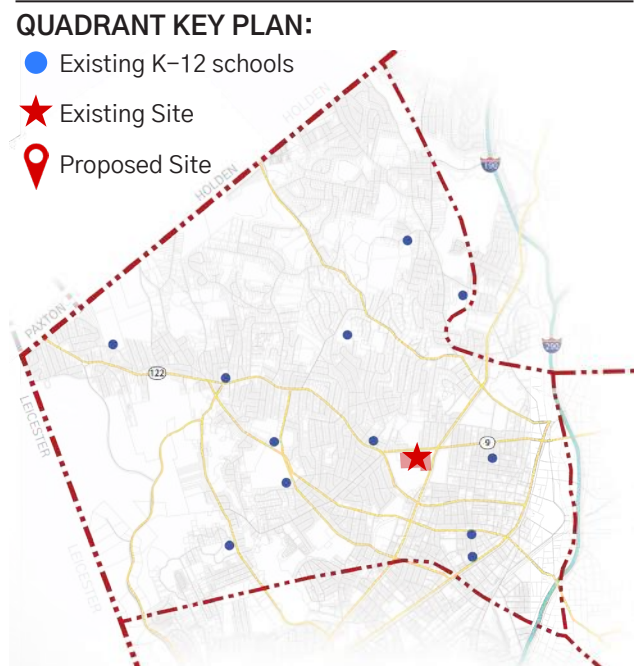 QUADRANT KEY PLAN:
Existing K-12 schools
Existing Site
Proposed Site
HOLDEN
HOLDEN
190
PAXTON
290
122
LEICESTER
9
LEICESTER